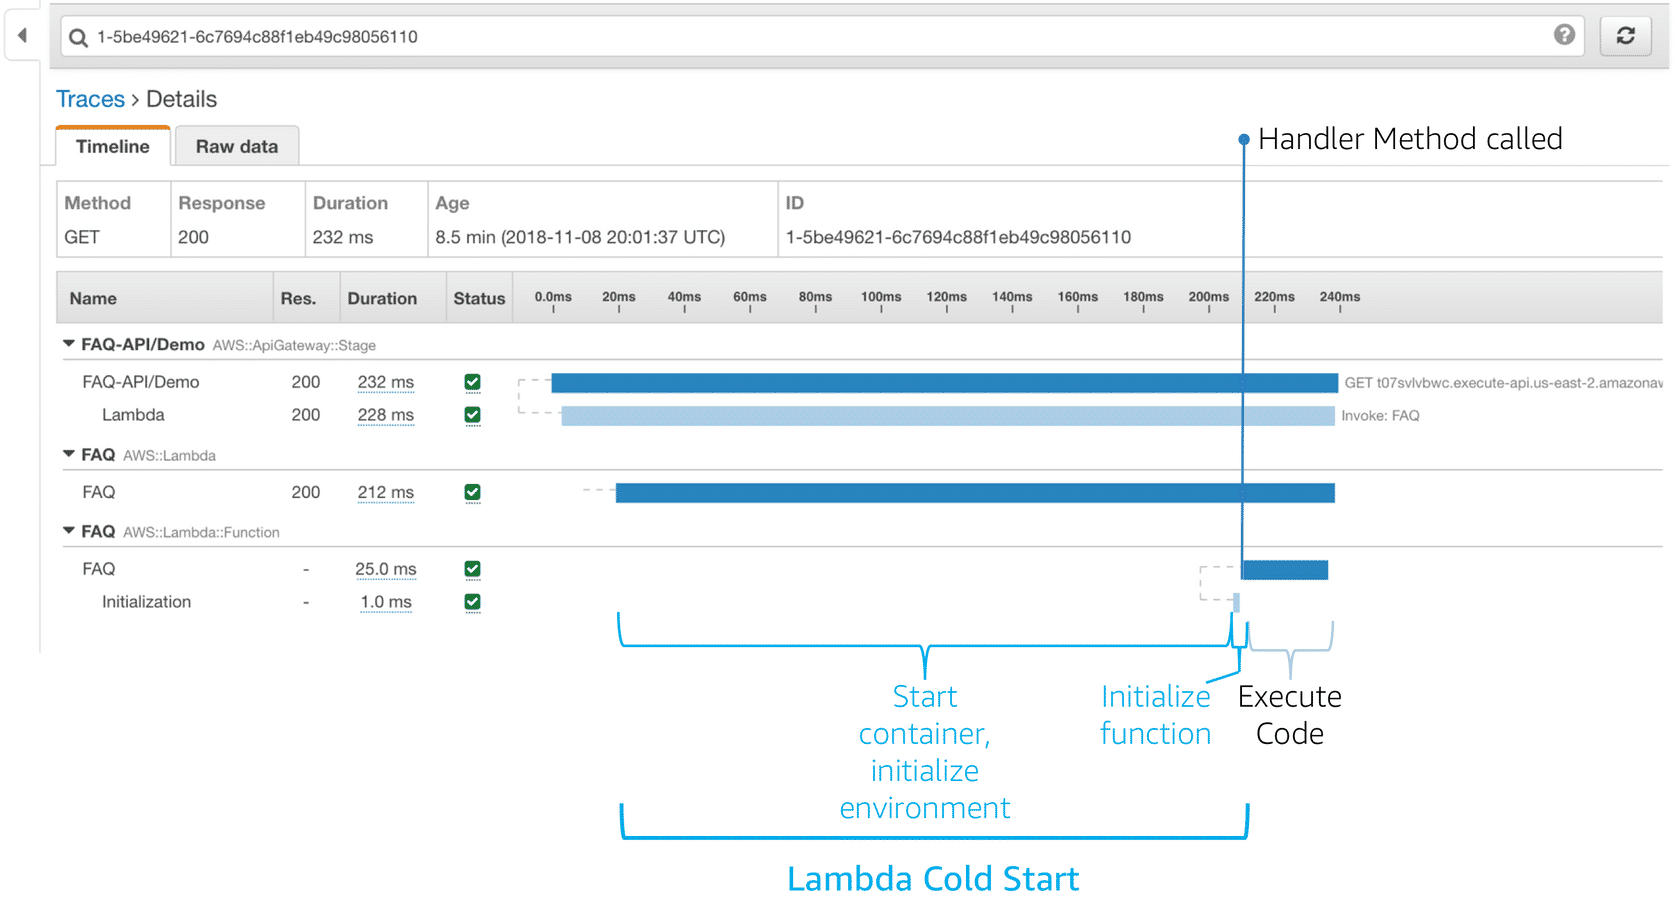 1-5be49621-6c7694c88f1eb49c98056110 ?
Traces › Details
Timeline Raw data
Handler Method called
Method Response Duration Age ID
GET 200 232 ms 8.5 min (2018-11-08 20:01:37 UTC) 1-5be49621-6c7694c88f1eb49c98056110
Name Res. Duration Status 0.0ms 20ms 40ms 60ms 80ms 100ms 120ms 140ms 160ms 180ms 200ms 220ms 240ms
FAQ-API/Demo AWS::ApiGateway::Stage
FAQ-API/Demo 200 232 ms GET t07svlvbwc.execute-api.us-east-2.amazonav
Lambda 200 228 ms Invoke: FAQ
FAQ AWS::Lambda
FAQ 200 212 ms
FAQ AWS::Lambda::Function
FAQ - 25.0 ms
Initialization - 1.0 ms
Start
container,
initialize
environment
Initialize
function
Execute
Code
Lambda Cold Start